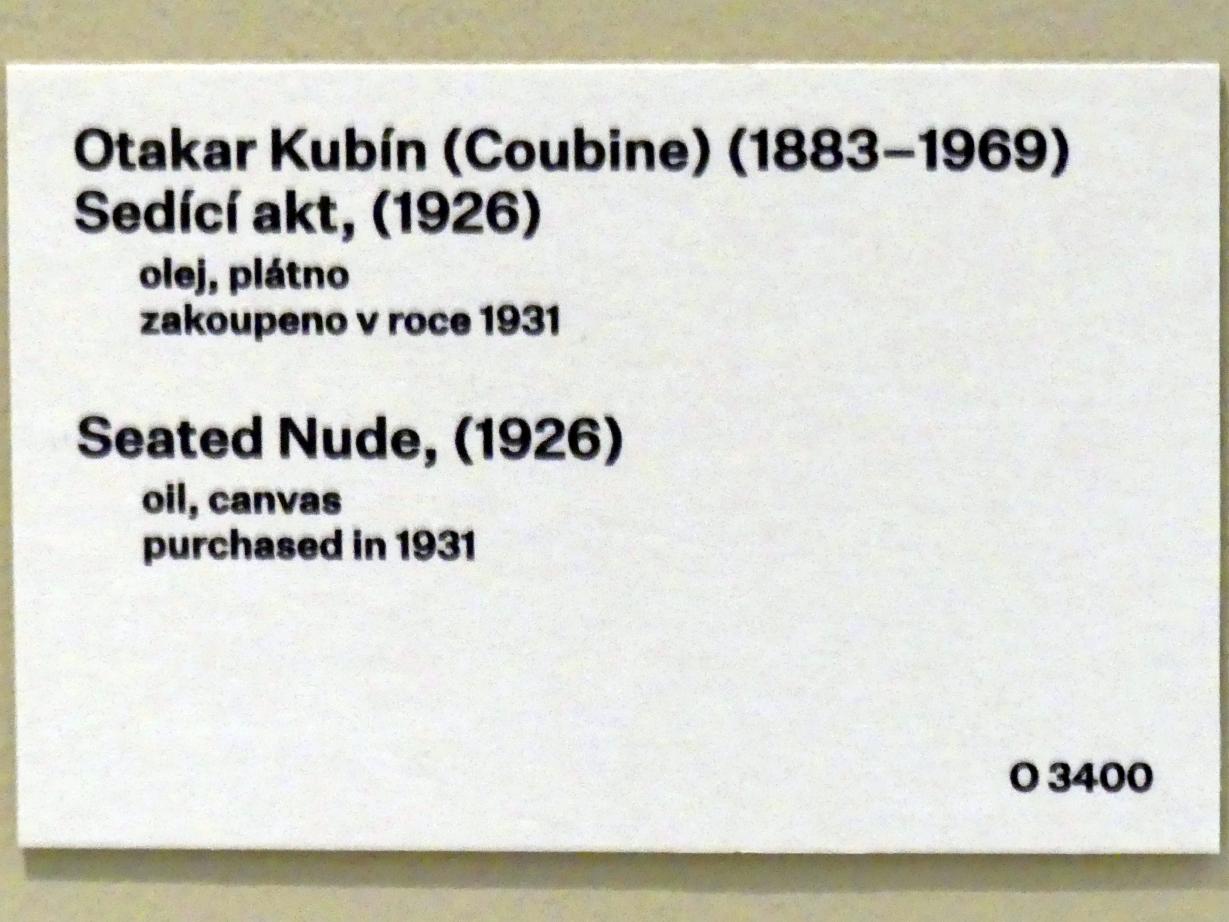 Otakar Kubín (Coubine) (1883–1969)
Sedící akt, (1926)
olej, plátno
zakoupeno v roce 1931
Seated Nude, (1926)
oil, canvas
purchased in 1931
O 3400